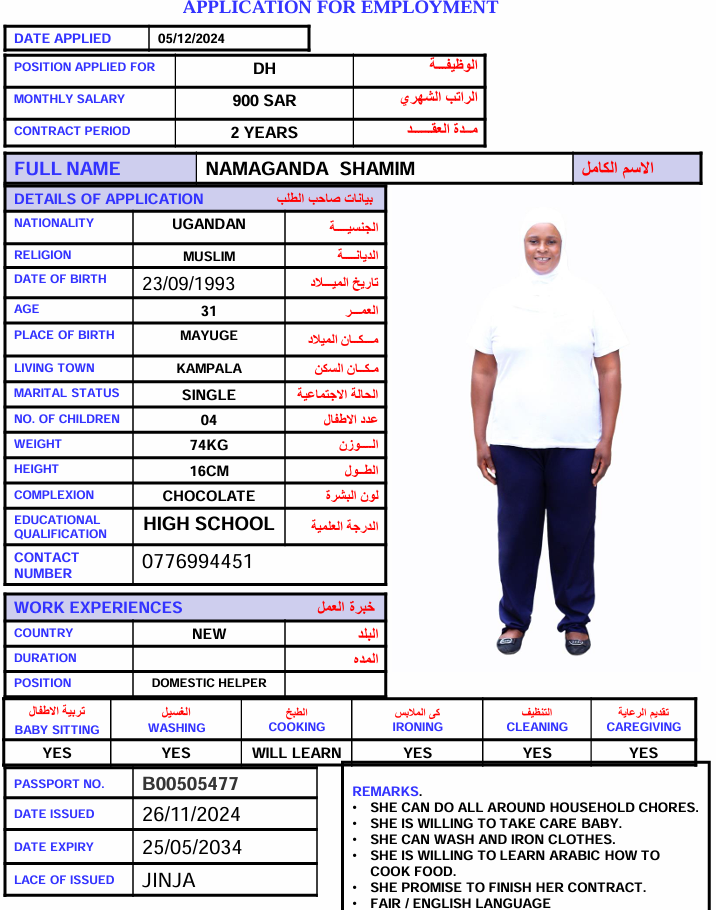 APPLICATION FOR EMPLOYMENT
DATE APPLIED 05/12/2024
POSITION APPLIED FOR DH الوظيفـــة
MONTHLY SALARY 900 SAR الراتب الشهري
CONTRACT PERIOD 2 YEARS مــدة العقــــد
FULL NAME NAMAGANDA SHAMIM الاسم الكامل
DETAILS OF APPLICATION بيانات صاحب الطلب
NATIONALITY UGANDAN الجنسيــــة
RELIGION MUSLIM الديانــــة
DATE OF BIRTH 23/09/1993 تاريخ الميـــلاد
AGE 31 العمـــر
PLACE OF BIRTH MAYUGE مـــكــان الميلاد
LIVING TOWN KAMPALA مـكــان السكن
MARITAL STATUS SINGLE الحالة الاجتماعية
NO. OF CHILDREN 04 عدد الاطفال
WEIGHT 74KG الــــوزن
HEIGHT 16CM الطــول
COMPLEXION CHOCOLATE لون البشرة
EDUCATIONAL QUALIFICATION HIGH SCHOOL الدرجة العلمية
CONTACT NUMBER 0776994451
WORK EXPERIENCES خبرة العمل
COUNTRY NEW البلد
DURATION المده
POSITION DOMESTIC HELPER
تربية الاطفال الغسيل الطبخ كى الملابس التنظيف تقديم الرعاية
BABY SITTING WASHING COOKING IRONING CLEANING CAREGIVING
YES YES WILL LEARN YES YES YES
PASSPORT NO. B00505477
DATE ISSUED 26/11/2024
DATE EXPIRY 25/05/2034
LACE OF ISSUED JINJA
REMARKS.
• SHE CAN DO ALL AROUND HOUSEHOLD CHORES.
• SHE IS WILLING TO TAKE CARE BABY.
• SHE CAN WASH AND IRON CLOTHES.
• SHE IS WILLING TO LEARN ARABIC HOW TO
COOK FOOD.
• SHE PROMISE TO FINISH HER CONTRACT.
• FAIR / ENGLISH LANGUAGE